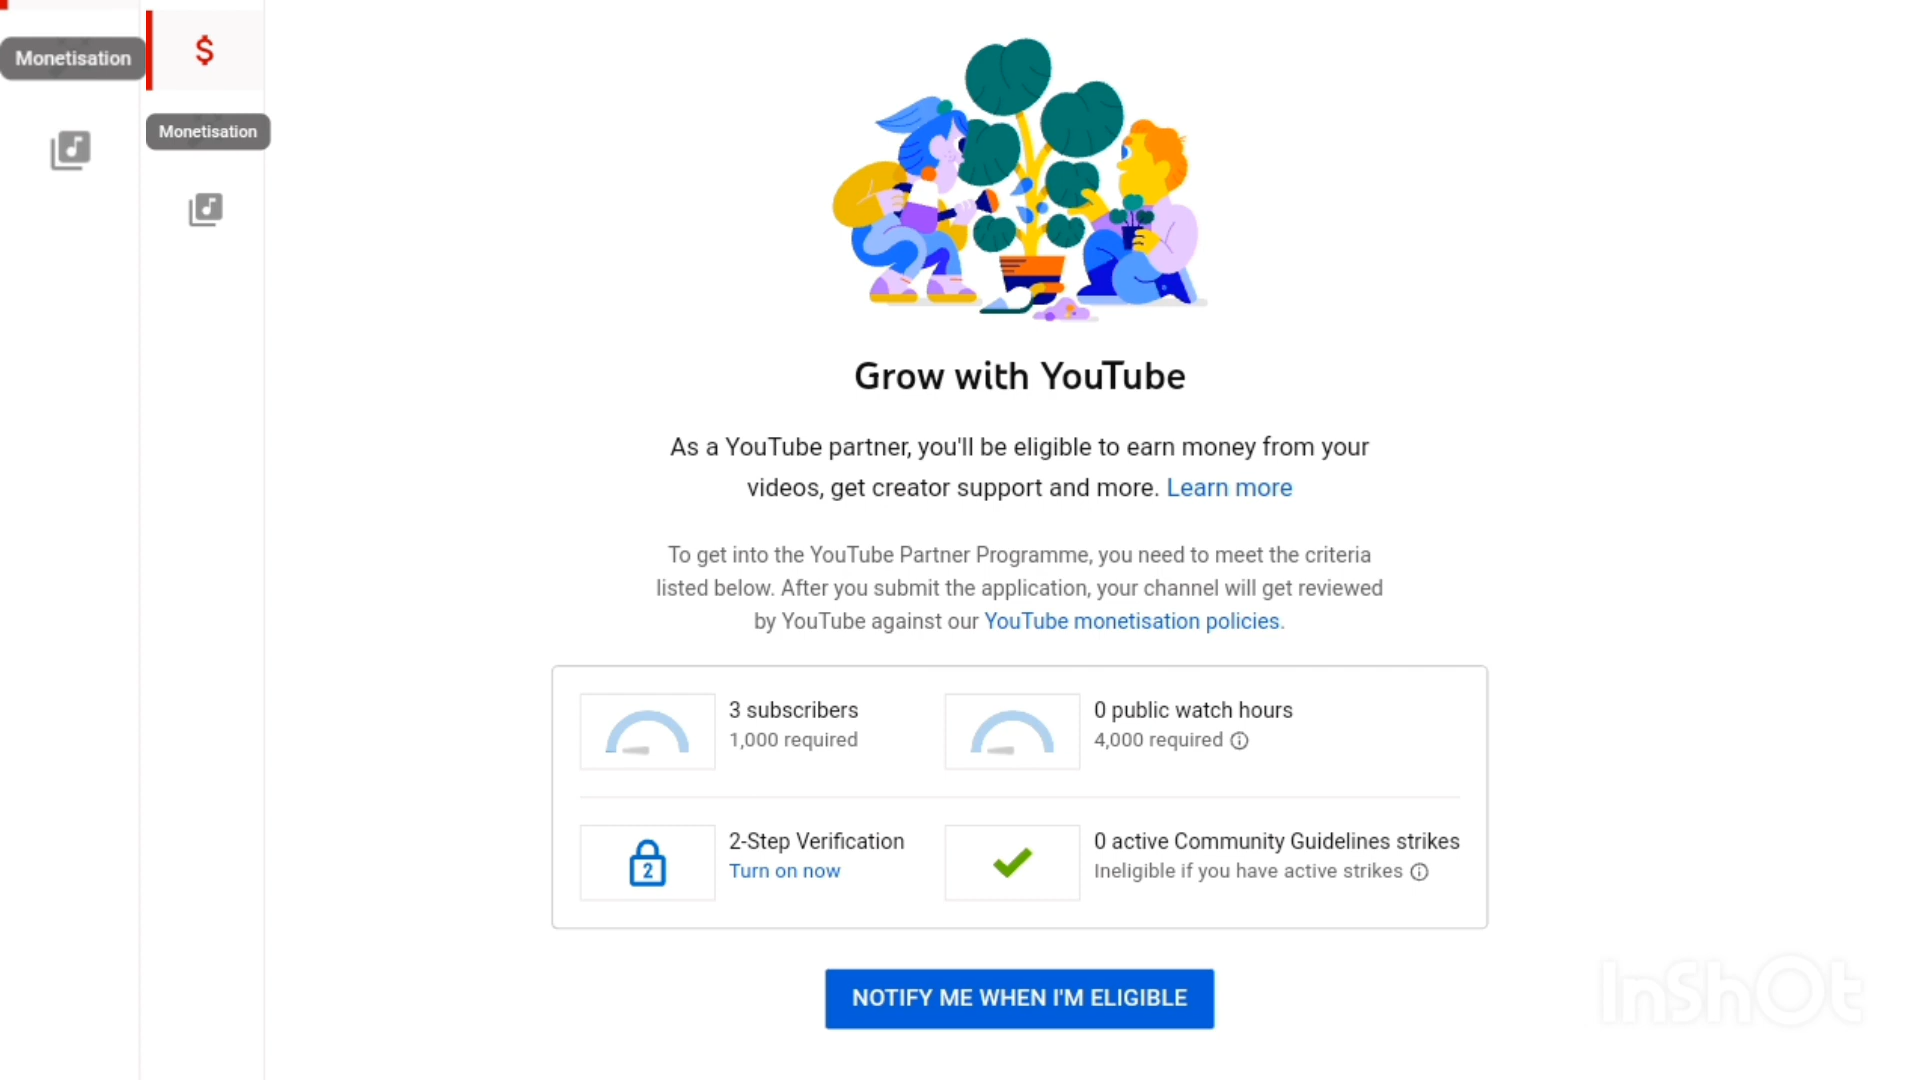 Monetisation
$
Monetisation
Grow with YouTube
As a YouTube partner, you'll be eligible to earn money from your
videos, get creator support and more. Learn more
To get into the YouTube Partner Programme, you need to meet the criteria
listed below. After you submit the application, your channel will get reviewed
by YouTube against our YouTube monetisation policies.
3 subscribers
1,000 required
0 public watch hours
4,000 required
2
2-Step Verification
Turn on now
0 active Community Guidelines strikes
Ineligible if you have active strikes
NOTIFY ME WHEN I'M ELIGIBLE
InShOt